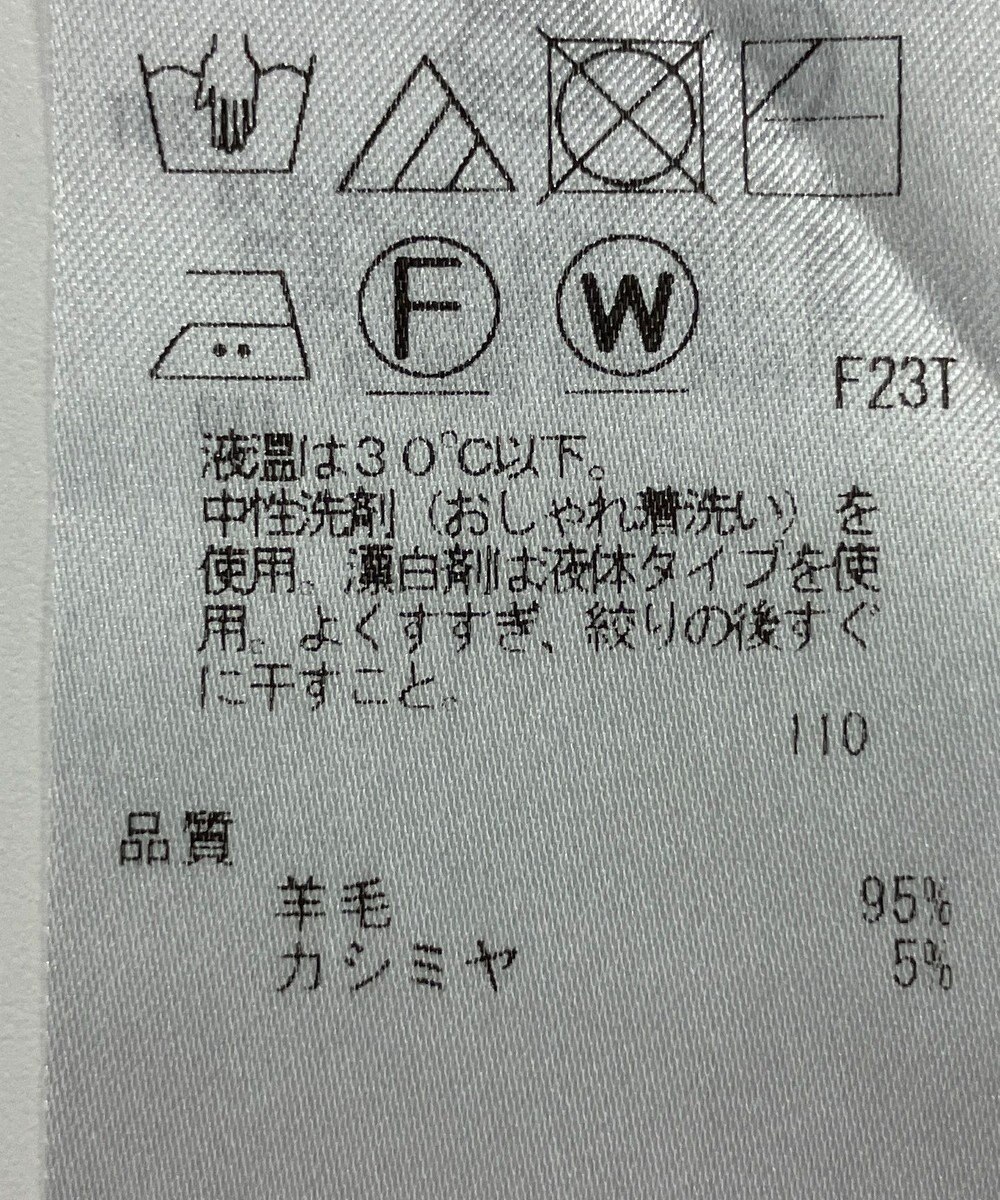 F
W
F23T
液温は30℃以下。
中性洗剤（おしゃれ着洗い）を
使用。漂白剤は液体タイプを使
用。よくすすぎ、絞りの後すぐ
に干すこと。
110
品質
羊毛 95%
カシミヤ 5%